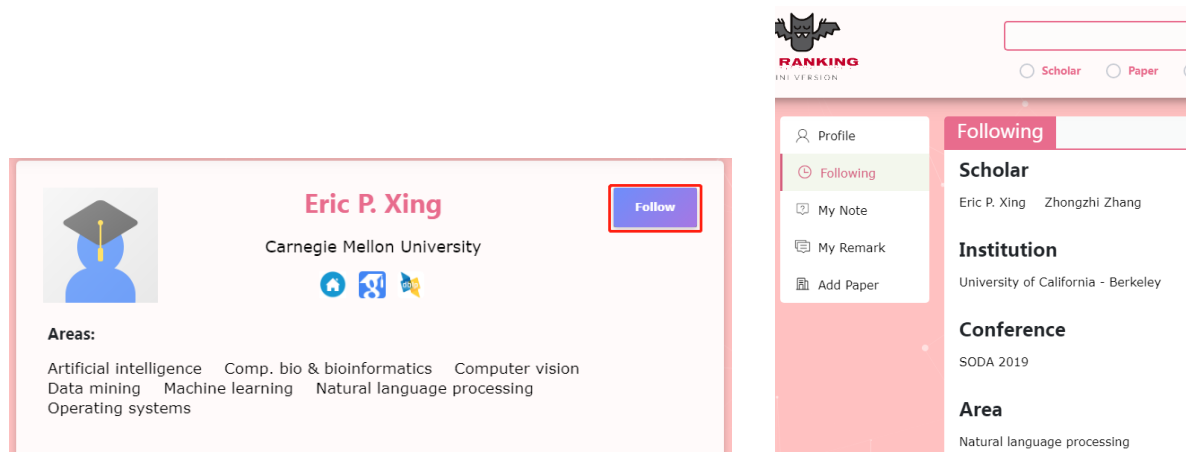 Eric P. Xing
Follow
Carnegie Mellon University
Areas:
Artificial intelligence Comp. bio & bioinformatics Computer vision
Data mining Machine learning Natural language processing
Operating systems
RANKING
INI VERSION
Scholar Paper
Profile
Following
My Note
My Remark
Add Paper
Following
Scholar
Eric P. Xing Zhongzhi Zhang
Institution
University of California - Berkeley
Conference
SODA 2019
Area
Natural language processing